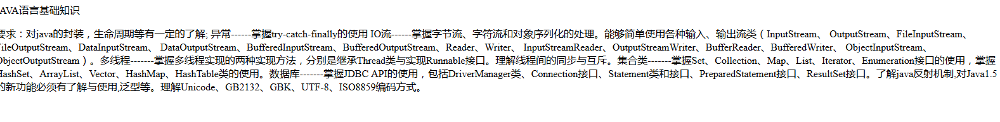 AVA语言基础知识
要求：对java的封装，生命周期等有一定的了解; 异常------掌握try-catch-finally的使用 IO流------掌握字节流、字符流和对象序列化的处理。能够简单使用各种输入、输出流类（InputStream、 OutputStream、FileInputStream、
FileOutputStream、DataInputStream、 DataOutputStream、BufferedInputStream、BufferedOutputStream、Reader、Writer、 InputStreamReader、OutputStreamWriter、BufferReader、BufferedWriter、 ObjectInputStream、
ObjectOutputStream）。多线程-------掌握多线程实现的两种实现方法，分别是继承Thread类与实现Runnable接口。理解线程间的同步与互斥。集合类-------掌握Set、Collection、Map、List、Iterator、Enumeration接口的使用，掌握
HashSet、ArrayList、Vector、HashMap、HashTable类的使用。数据库-------掌握JDBC API的使用，包括DriverManager类、Connection接口、Statement类和接口、PreparedStatement接口、ResultSet接口。了解java反射机制,对Java1.5
的新功能必须有了解与使用,泛型等。理解Unicode、GB2132、GBK、UTF-8、ISO8859编码方式。